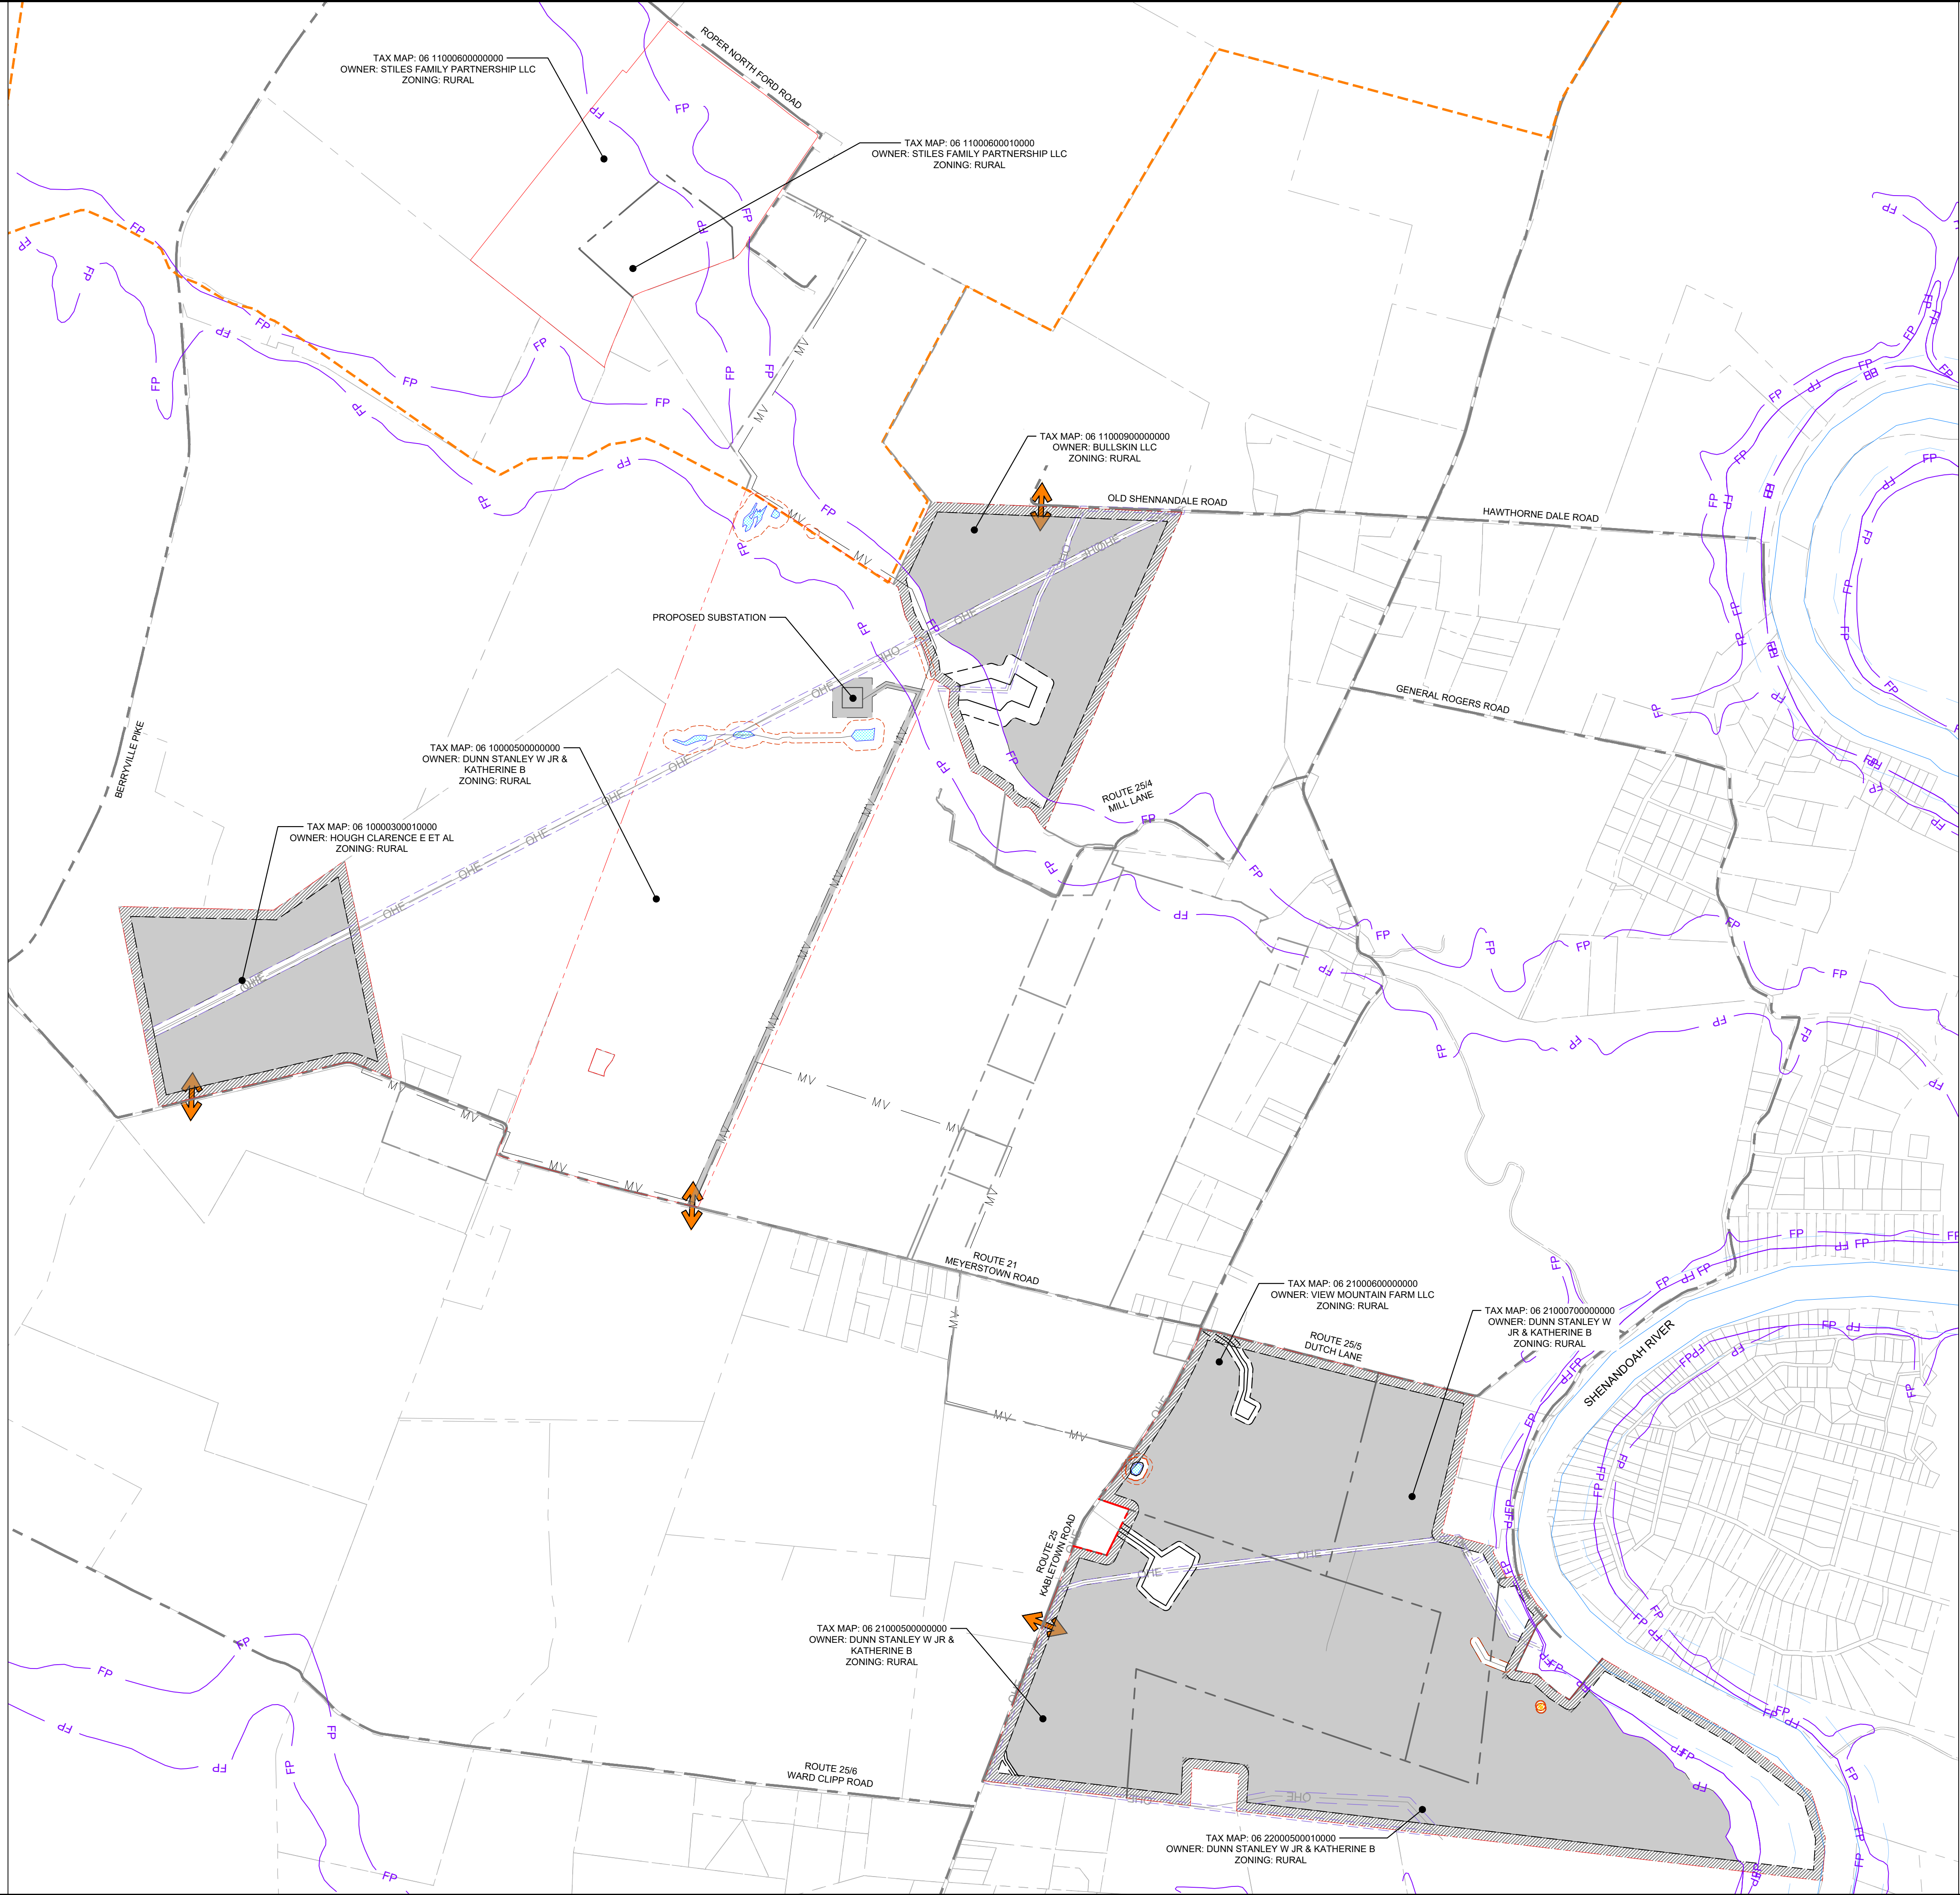 ROPER NORTH FORD ROAD
TAX MAP: 06 11000600000000
OWNER: STILES FAMILY PARTNERSHIP LLC
ZONING: RURAL
TAX MAP: 06 11000600010000
OWNER: STILES FAMILY PARTNERSHIP LLC
ZONING: RURAL
TAX MAP: 06 11000900000000
OWNER: BULLSKIN LLC
ZONING: RURAL
OLD SHENNANDALE ROAD
HAWTHORNE DALE ROAD
PROPOSED SUBSTATION
GENERAL ROGERS ROAD
BERRYVILLE PIKE
TAX MAP: 06 10000500000000
OWNER: DUNN STANLEY W JR &
KATHERINE B
ZONING: RURAL
ROUTE 25/4
MILL LANE
TAX MAP: 06 10000300010000
OWNER: HOUGH CLARENCE E ET AL
ZONING: RURAL
ROUTE 21
MEYERSTOWN ROAD
TAX MAP: 06 21000600000000
OWNER: VIEW MOUNTAIN FARM LLC
ZONING: RURAL
TAX MAP: 06 21000700000000
OWNER: DUNN STANLEY W
JR & KATHERINE B
ZONING: RURAL
ROUTE 25/5
DUTCH LANE
SHENANDOAH RIVER
ROUTE 25
KABLETOWN ROAD
TAX MAP: 06 21000500000000
OWNER: DUNN STANLEY W JR &
KATHERINE B
ZONING: RURAL
ROUTE 25/6
WARD CLIPP ROAD
TAX MAP: 06 22000500010000
OWNER: DUNN STANLEY W JR & KATHERINE B
ZONING: RURAL
FP
MV
OHE